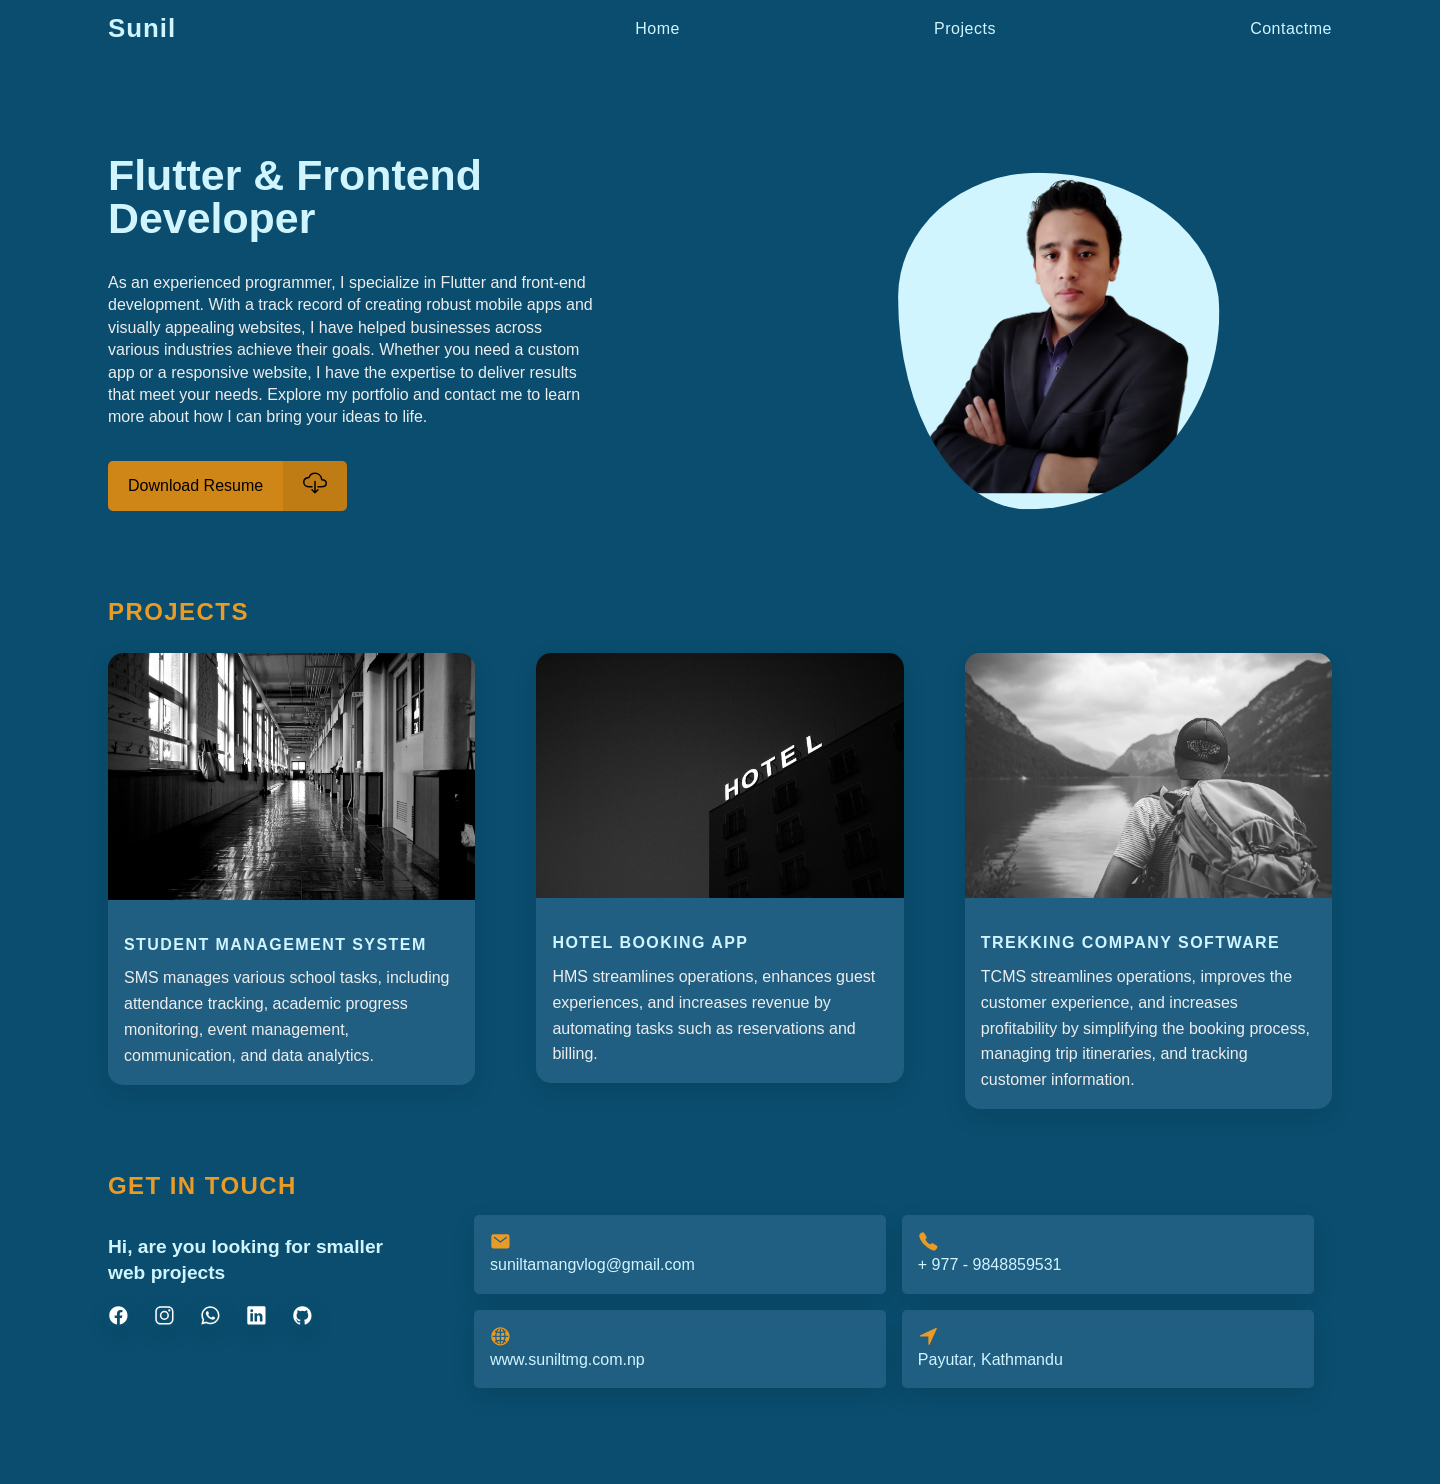 Sunil
Home
Projects
Contactme
Flutter & Frontend
Developer
As an experienced programmer, I specialize in Flutter and front-end
development. With a track record of creating robust mobile apps and
visually appealing websites, I have helped businesses across
various industries achieve their goals. Whether you need a custom
app or a responsive website, I have the expertise to deliver results
that meet your needs. Explore my portfolio and contact me to learn
more about how I can bring your ideas to life.
Download Resume
PROJECTS
HOTEL
STUDENT MANAGEMENT SYSTEM
SMS manages various school tasks, including
attendance tracking, academic progress
monitoring, event management,
communication, and data analytics.
HOTEL BOOKING APP
HMS streamlines operations, enhances guest
experiences, and increases revenue by
automating tasks such as reservations and
billing.
TREKKING COMPANY SOFTWARE
TCMS streamlines operations, improves the
customer experience, and increases
profitability by simplifying the booking process,
managing trip itineraries, and tracking
customer information.
GET IN TOUCH
Hi, are you looking for smaller
web projects
suniltamangvlog@gmail.com
+ 977 - 9848859531
www.suniltmg.com.np
Payutar, Kathmandu